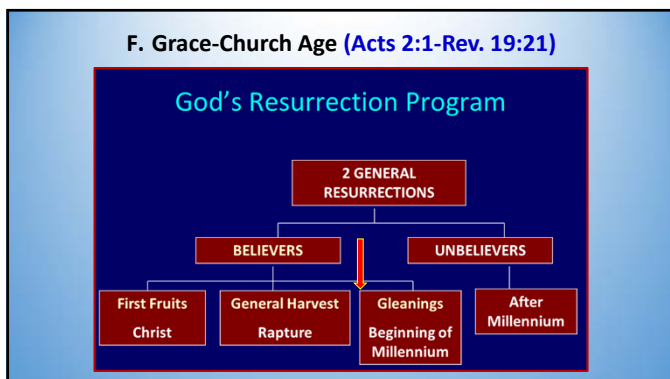 F. Grace-Church Age (Acts 2:1-Rev. 19:21)
God's Resurrection Program
2 GENERAL
RESURRECTIONS
BELIEVERS
UNBELIEVERS
First Fruits
Christ
General Harvest
Rapture
Gleanings
Beginning of
Millennium
After
Millennium